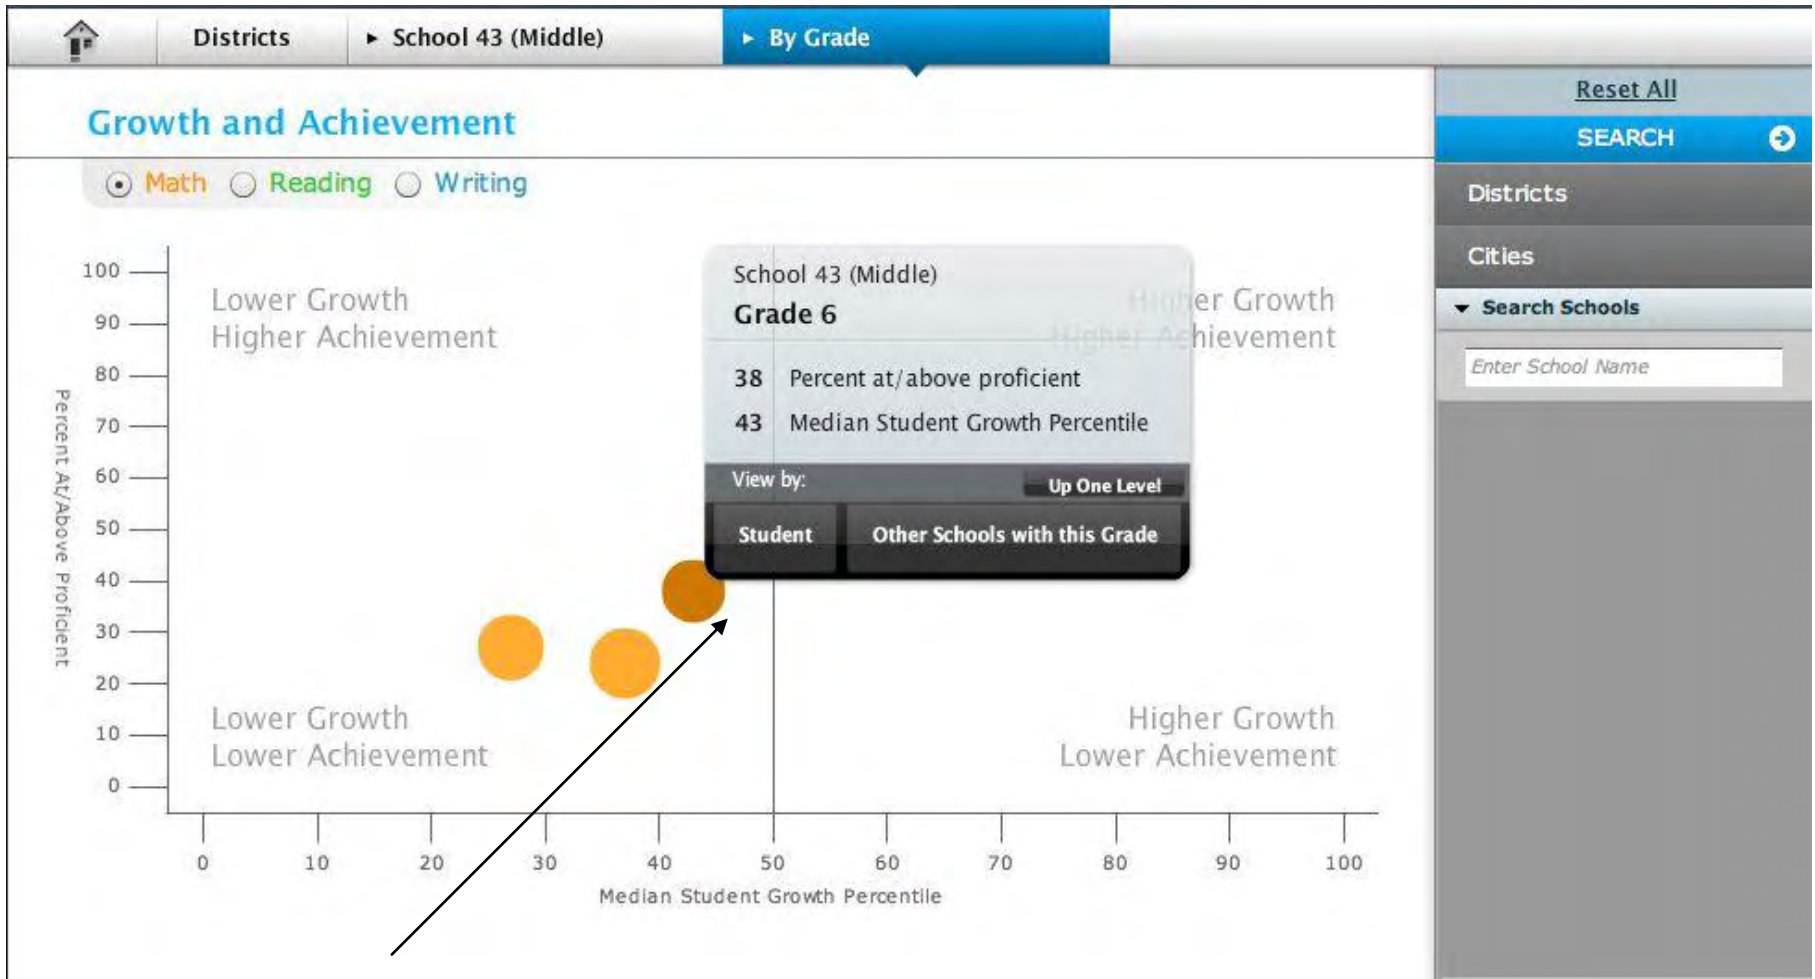 Districts
► School 43 (Middle)
► By Grade
Reset All
Growth and Achievement
SEARCH
Math Reading Writing
Districts
Cities
Search Schools
Enter School Name
Percent At/Above Proficient
100
90
80
70
60
50
40
30
20
10
0
Lower Growth
Higher Achievement
Higher Growth
Higher Achievement
School 43 (Middle)
Grade 6
38 Percent at/above proficient
43 Median Student Growth Percentile
View by:
Up One Level
Student
Other Schools with this Grade
Lower Growth
Lower Achievement
Higher Growth
Lower Achievement
0 10 20 30 40 50 60 70 80 90 100
Median Student Growth Percentile